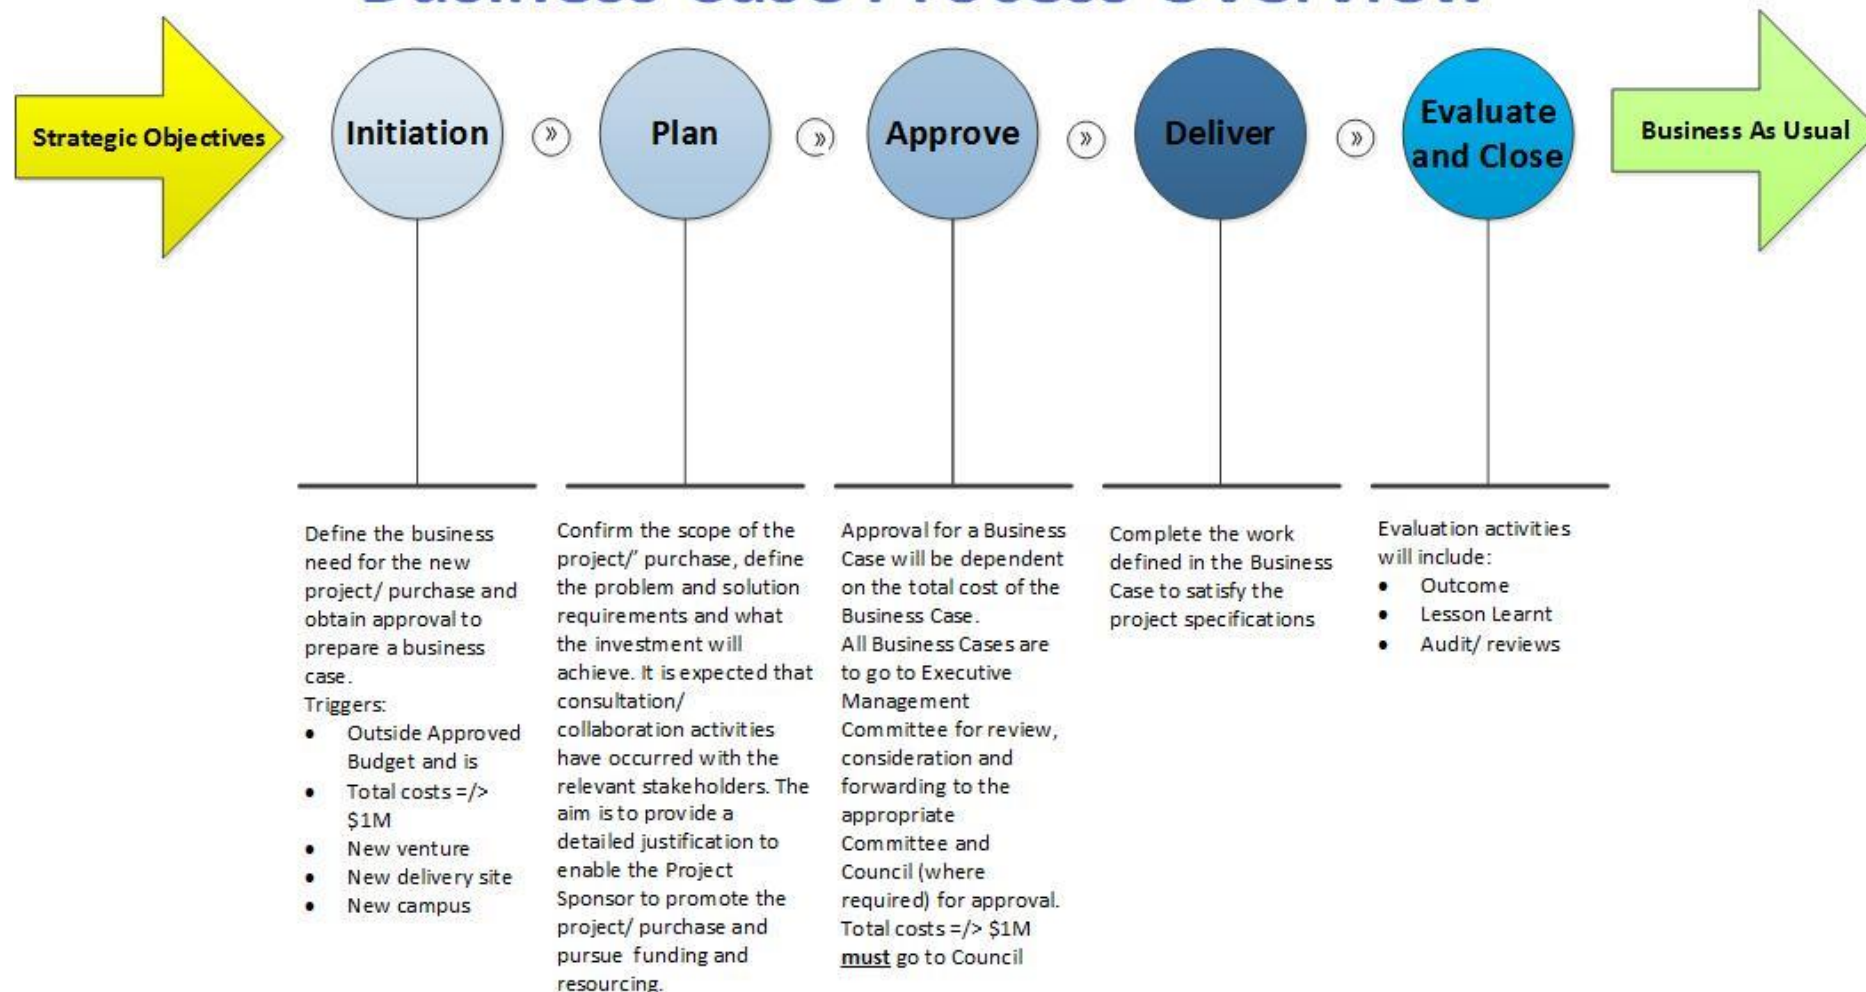 Business Case Process Overview
Strategic Objectives
Initiation
»
Plan
»
Approve
»
Deliver
»
Evaluate
and Close
Business As Usual
Define the business
need for the new
project/ purchase and
obtain approval to
prepare a business
case.
Triggers:
• Outside Approved
Budget and is
• Total costs =/>
$1M
• New venture
• New delivery site
• New campus
Confirm the scope of the
project/’ purchase, define
the problem and solution
requirements and what
the investment will
achieve. It is expected that
consultation/
collaboration activities
have occurred with the
relevant stakeholders. The
aim is to provide a
detailed justification to
enable the Project
Sponsor to promote the
project/ purchase and
pursue funding and
resourcing.
Approval for a Business
Case will be dependent
on the total cost of the
Business Case.
All Business Cases are
to go to Executive
Management
Committee for review,
consideration and
forwarding to the
appropriate
Committee and
Council (where
required) for approval.
Total costs =/> $1M
must go to Council
Complete the work
defined in the Business
Case to satisfy the
project specifications
Evaluation activities
will include:
• Outcome
• Lesson Learnt
• Audit/ reviews